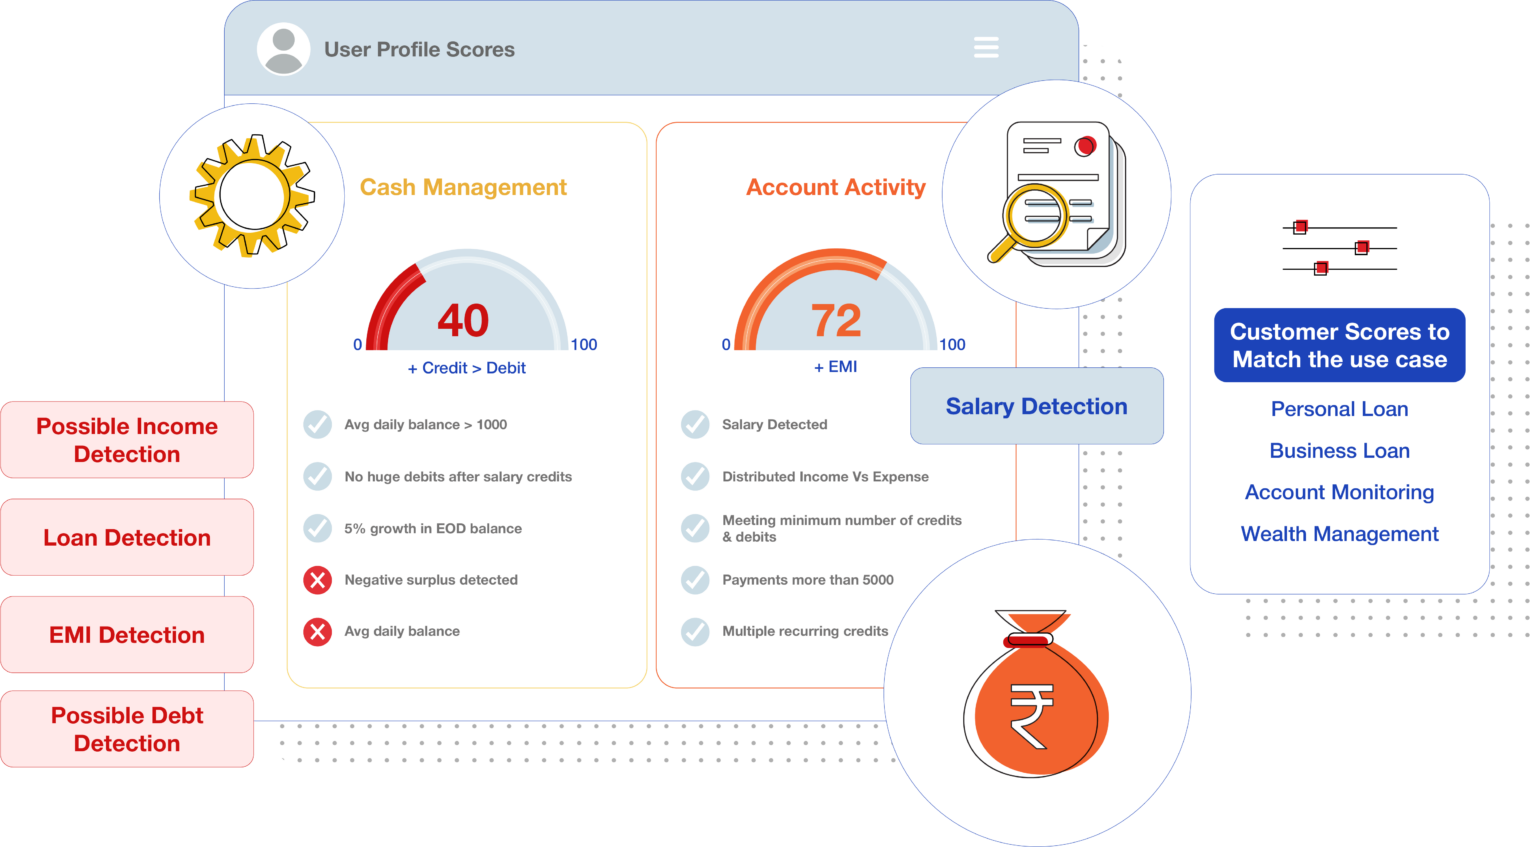 User Profile Scores
Cash Management
40
0
100
+ Credit > Debit
Avg daily balance > 1000
No huge debits after salary credits
5% growth in EOD balance
Negative surplus detected
Avg daily balance
Account Activity
72
0
100
+ EMI
Salary Detected
Distributed Income Vs Expense
Meeting minimum number of credits
& debits
Payments more than 5000
Multiple recurring credits
Possible Income
Detection
Loan Detection
EMI Detection
Possible Debt
Detection
Salary Detection
₹
Customer Scores to
Match the use case
Personal Loan
Business Loan
Account Monitoring
Wealth Management